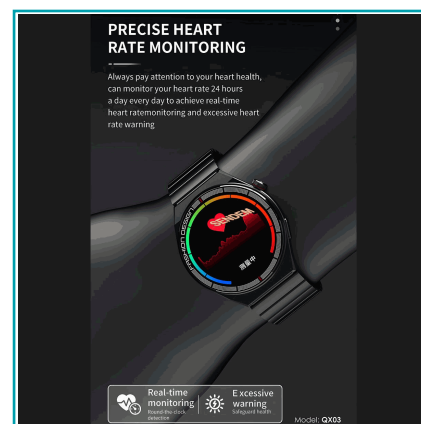 PRECISE HEART
RATE MONITORING
Always pay attention to your heart health,
can monitor your heart rate 24 hours
a day every day to achieve real-time
heart ratemonitoring and excessive heart
rate warning
SENDEM
测量中
Real-time
monitoring
Round-the-clock
detection
Excessive
warning
Safeguard health
Model: QX03